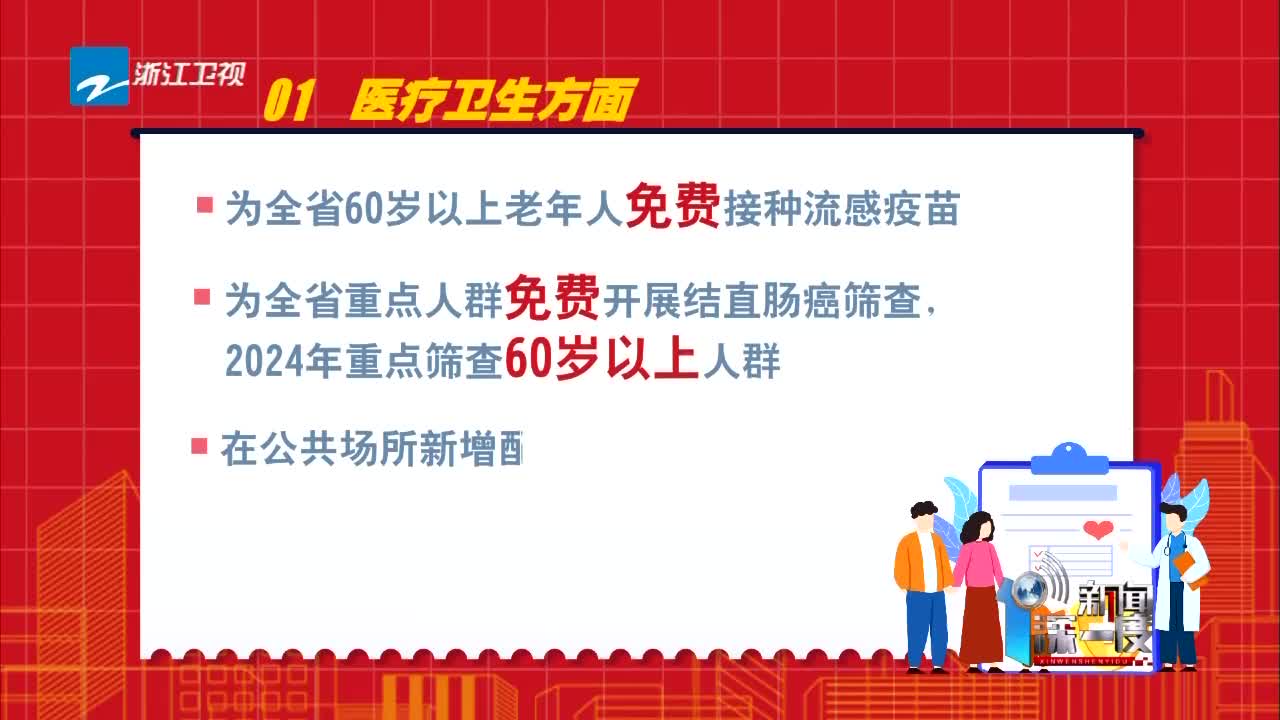 浙江卫视
01 医疗卫生方面
为全省60岁以上老年人免费接种流感疫苗
为全省重点人群免费开展结直肠癌筛查，
2024年重点筛查60岁以上人群
在公共场所新增
新闻
深一度
XINWENSHENYIDU